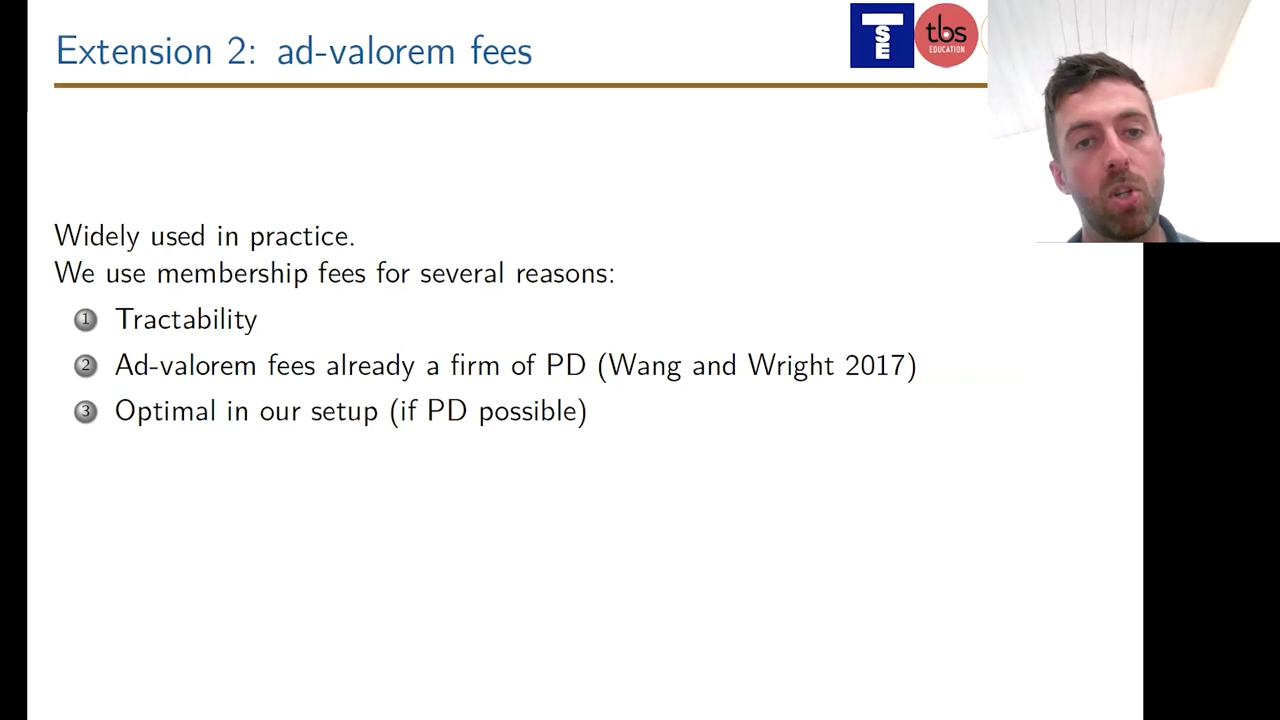 Extension 2: ad-valorem fees
TSE
tbs
EDUCATION
Widely used in practice.
We use membership fees for several reasons:
1 Tractability
2 Ad-valorem fees already a firm of PD (Wang and Wright 2017)
3 Optimal in our setup (if PD possible)